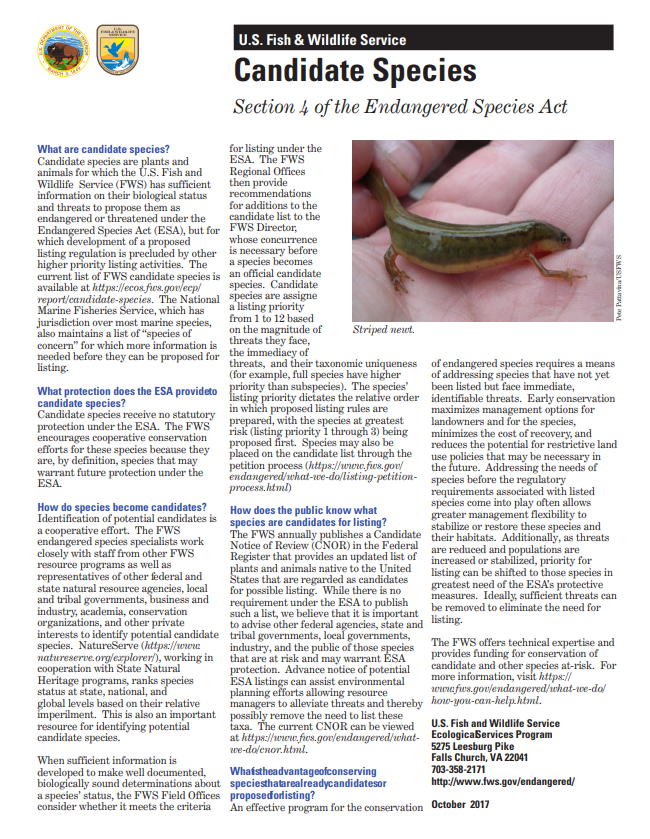 U.S. Fish & Wildlife Service
Candidate Species
Section 4 of the Endangered Species Act
What are candidate species?
Candidate species are plants and
animals for which the U.S. Fish and
Wildlife Service (FWS) has sufficient
information on their biological status
and threats to propose them as
endangered or threatened under the
Endangered Species Act (ESA), but for
which development of a proposed
listing regulation is precluded by other
higher priority listing activities. The
current list of FWS candidate species is
available at https://ecos.fws.gov/ecp/
report/candidate-species. The National
Marine Fisheries Service, which has
jurisdiction over most marine species,
also maintains a list of “species of
concern” for which more information is
needed before they can be proposed for
listing.
What protection does the ESA provideto
candidate species?
Candidate species receive no statutory
protection under the ESA. The FWS
encourages cooperative conservation
efforts for these species because they
are, by definition, species that may
warrant future protection under the
ESA.
How do species become candidates?
Identification of potential candidates is
a cooperative effort. The FWS
endangered species specialists work
closely with staff from other FWS
resource programs as well as
representatives of other federal and
state natural resource agencies, local
and tribal governments, business and
industry, academia, conservation
organizations, and other private
interests to identify potential candidate
species. NatureServe (https://www.
natureserve.org/explorer/), working in
cooperation with State Natural
Heritage programs, ranks species
status at state, national, and
global levels based on their relative
imperilment. This is also an important
resource for identifying potential
candidate species.
When sufficient information is
developed to make well documented,
biologically sound determinations about
a species’ status, the FWS Field Offices
consider whether it meets the criteria
for listing under the
ESA. The FWS
Regional Offices
then provide
recommendations
for additions to the
candidate list to the
FWS Director,
whose concurrence
is necessary before
a species becomes
an official candidate
species. Candidate
species are assigne
a listing priority
from 1 to 12 based
on the magnitude of
threats they face,
the immediacy of
threats, and their taxonomic uniqueness
(for example, full species have higher
priority than subspecies). The species’
listing priority dictates the relative order
in which proposed listing rules are
prepared, with the species at greatest
risk (listing priority 1 through 3) being
proposed first. Species may also be
placed on the candidate list through the
petition process (https://www.fws.gov/
endangered/what-we-do/listing-petition-
process.html)
How does the public know what
species are candidates for listing?
The FWS annually publishes a Candidate
Notice of Review (CNOR) in the Federal
Register that provides an updated list of
plants and animals native to the United
States that are regarded as candidates
for possible listing. While there is no
requirement under the ESA to publish
such a list, we believe that it is important
to advise other federal agencies, state and
tribal governments, local governments,
industry, and the public of those species
that are at risk and may warrant ESA
protection. Advance notice of potential
ESA listings can assist environmental
planning efforts allowing resource
managers to alleviate threats and thereby
possibly remove the need to list these
taxa. The current CNOR can be viewed
at https://www.fws.gov/endangered/what-
we-do/cnor.html.
Whatistheadvantageofconserving
speciesthatarealreadycandidatesor
proposedforlisting?
An effective program for the conservation
Pete Pattavina/USFWS
Striped newt.
of endangered species requires a means
of addressing species that have not yet
been listed but face immediate,
identifiable threats. Early conservation
maximizes management options for
landowners and for the species,
minimizes the cost of recovery, and
reduces the potential for restrictive land
use policies that may be necessary in
the future. Addressing the needs of
species before the regulatory
requirements associated with listed
species come into play often allows
greater management flexibility to
stabilize or restore these species and
their habitats. Additionally, as threats
are reduced and populations are
increased or stabilized, priority for
listing can be shifted to those species in
greatest need of the ESA’s protective
measures. Ideally, sufficient threats can
be removed to eliminate the need for
listing.
The FWS offers technical expertise and
provides funding for conservation of
candidate and other species at-risk. For
more information, visit https://
www.fws.gov/endangered/what-we-do/
how-you-can-help.html.
U.S. Fish and Wildlife Service
EcologicalServices Program
5275 Leesburg Pike
Falls Church, VA 22041
703-358-2171
http://www.fws.gov/endangered/
October 2017